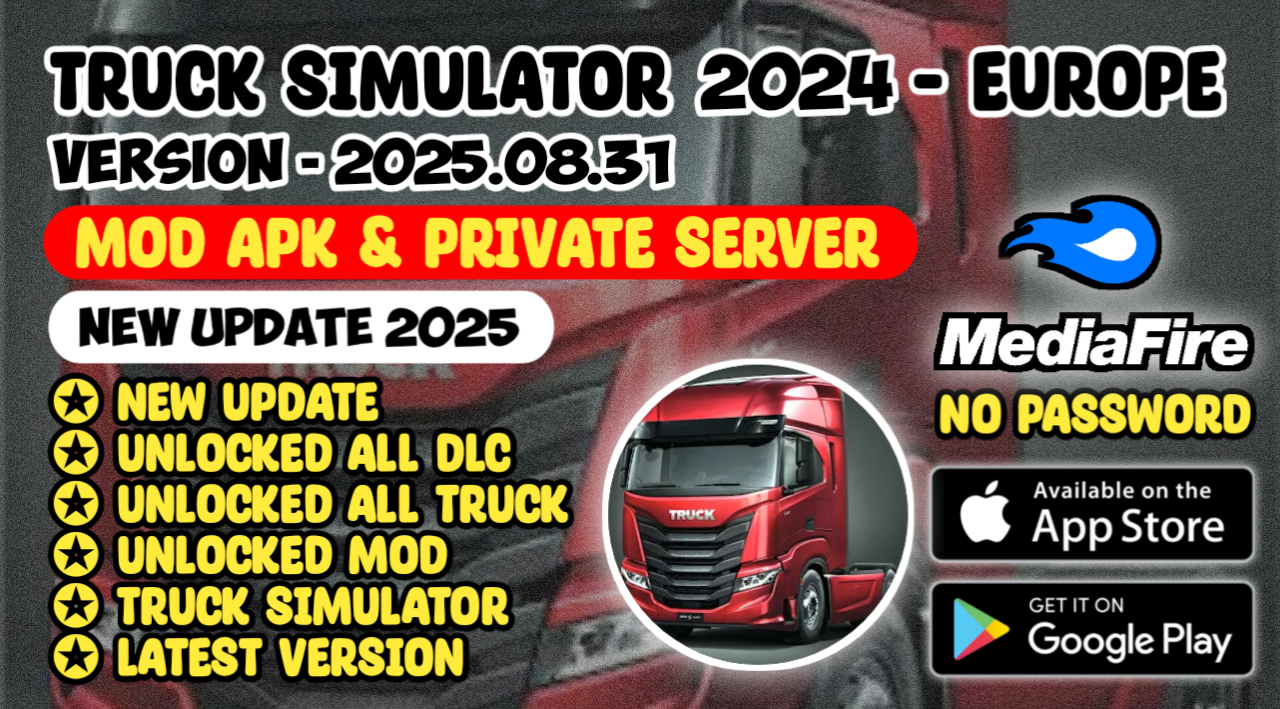 TRUCK SIMULATOR 2024 - EUROPE
VERSION - 2025.08.31
MOD APK & PRIVATE SERVER
NEW UPDATE 2025
NEW UPDATE
UNLOCKED ALL DLC
UNLOCKED ALL TRUCK
UNLOCKED MOD
TRUCK SIMULATOR
LATEST VERSION
TRUCK
MediaFire
NO PASSWORD
Available on the
App Store
GET IT ON
Google Play